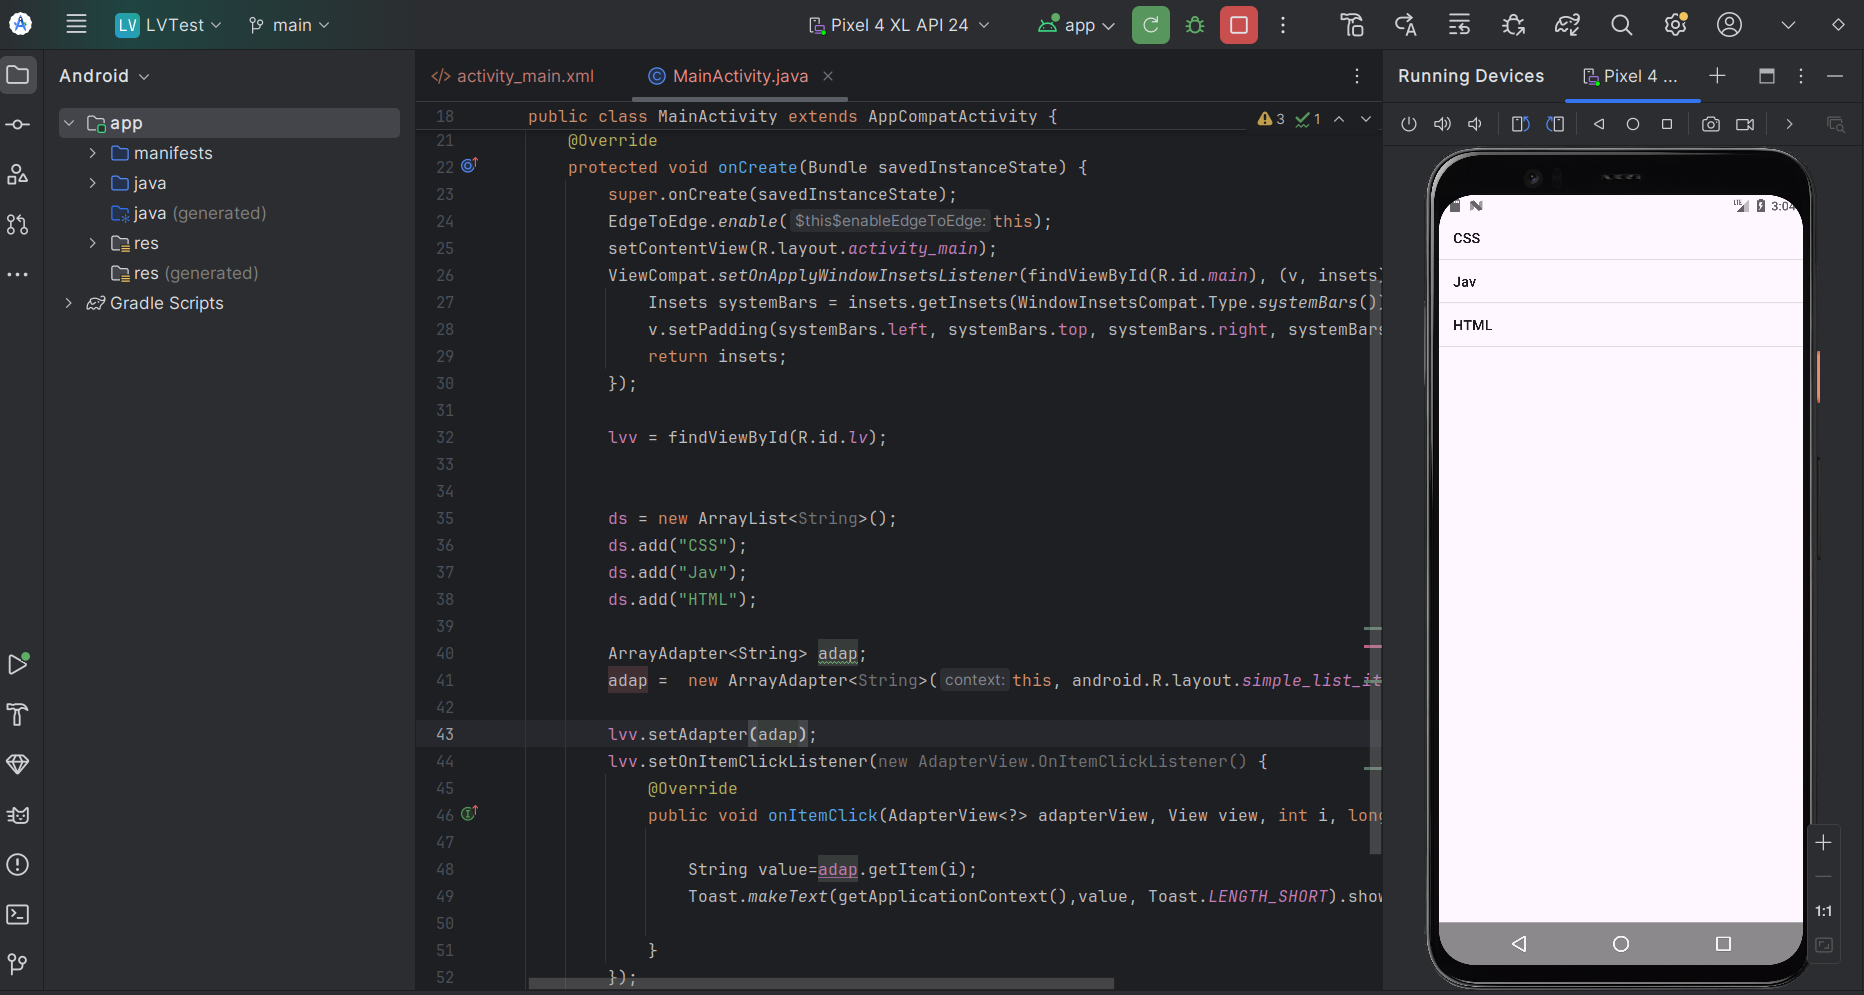 LV LVTest main Pixel 4 XL API 24 app
Android
app
manifests
java
java (generated)
res
res (generated)
Gradle Scripts
</> activity_main.xml MainActivity.java
18 public class MainActivity extends AppCompatActivity { 3 1
21 @Override
22 protected void onCreate(Bundle savedInstanceState) {
23 super.onCreate(savedInstanceState);
24 EdgeToEdge.enable( $this$enableEdgeToEdge: this);
25 setContentView(R.layout.activity_main);
26 ViewCompat.setOnApplyWindowInsetsListener(findViewById(R.id.main), (v, insets)
27 Insets systemBars = insets.getInsets(WindowInsetsCompat.Type.systemBars()
28 v.setPadding(systemBars.left, systemBars.top, systemBars.right, systemBars
29 return insets;
30 });
31
32 lvv = findViewById(R.id.lv);
33
34
35 ds = new ArrayList<String>();
36 ds.add("CSS");
37 ds.add("Jav");
38 ds.add("HTML");
39
40 ArrayAdapter<String> adap;
41 adap =  new ArrayAdapter<String>( context: this, android.R.layout.simple_list_it
42
43 lvv.setAdapter(adap);
44 lvv.setOnItemClickListener(new AdapterView.OnItemClickListener() {
45 @Override
46 public void onItemClick(AdapterView<?> adapterView, View view, int i, long
47
48 String value=adap.getItem(i);
49 Toast.makeText(getApplicationContext(),value, Toast.LENGTH_SHORT).show
50
51 }
52 });
Running Devices Pixel 4 ...
LTE 3:04
CSS
Jav
HTML
1:1